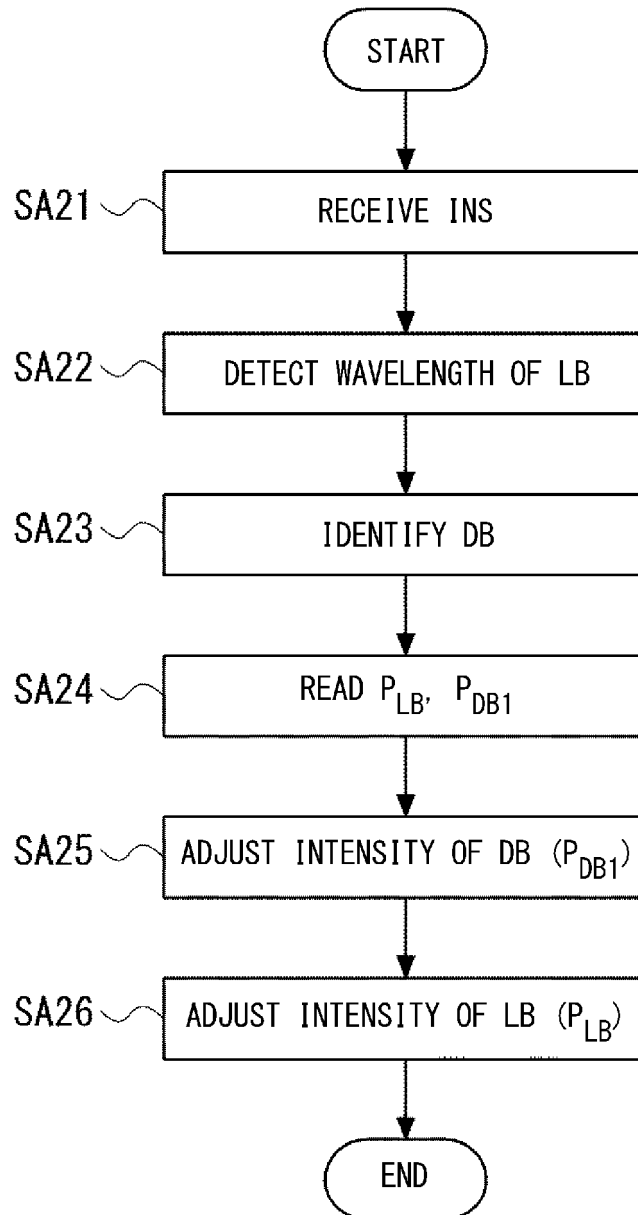 START
SA21 RECEIVE INS
SA22 DETECT WAVELENGTH OF LB
SA23 IDENTIFY DB
SA24 READ P_LB, P_DB1
SA25 ADJUST INTENSITY OF DB (P_DB1)
SA26 ADJUST INTENSITY OF LB (P_LB)
END